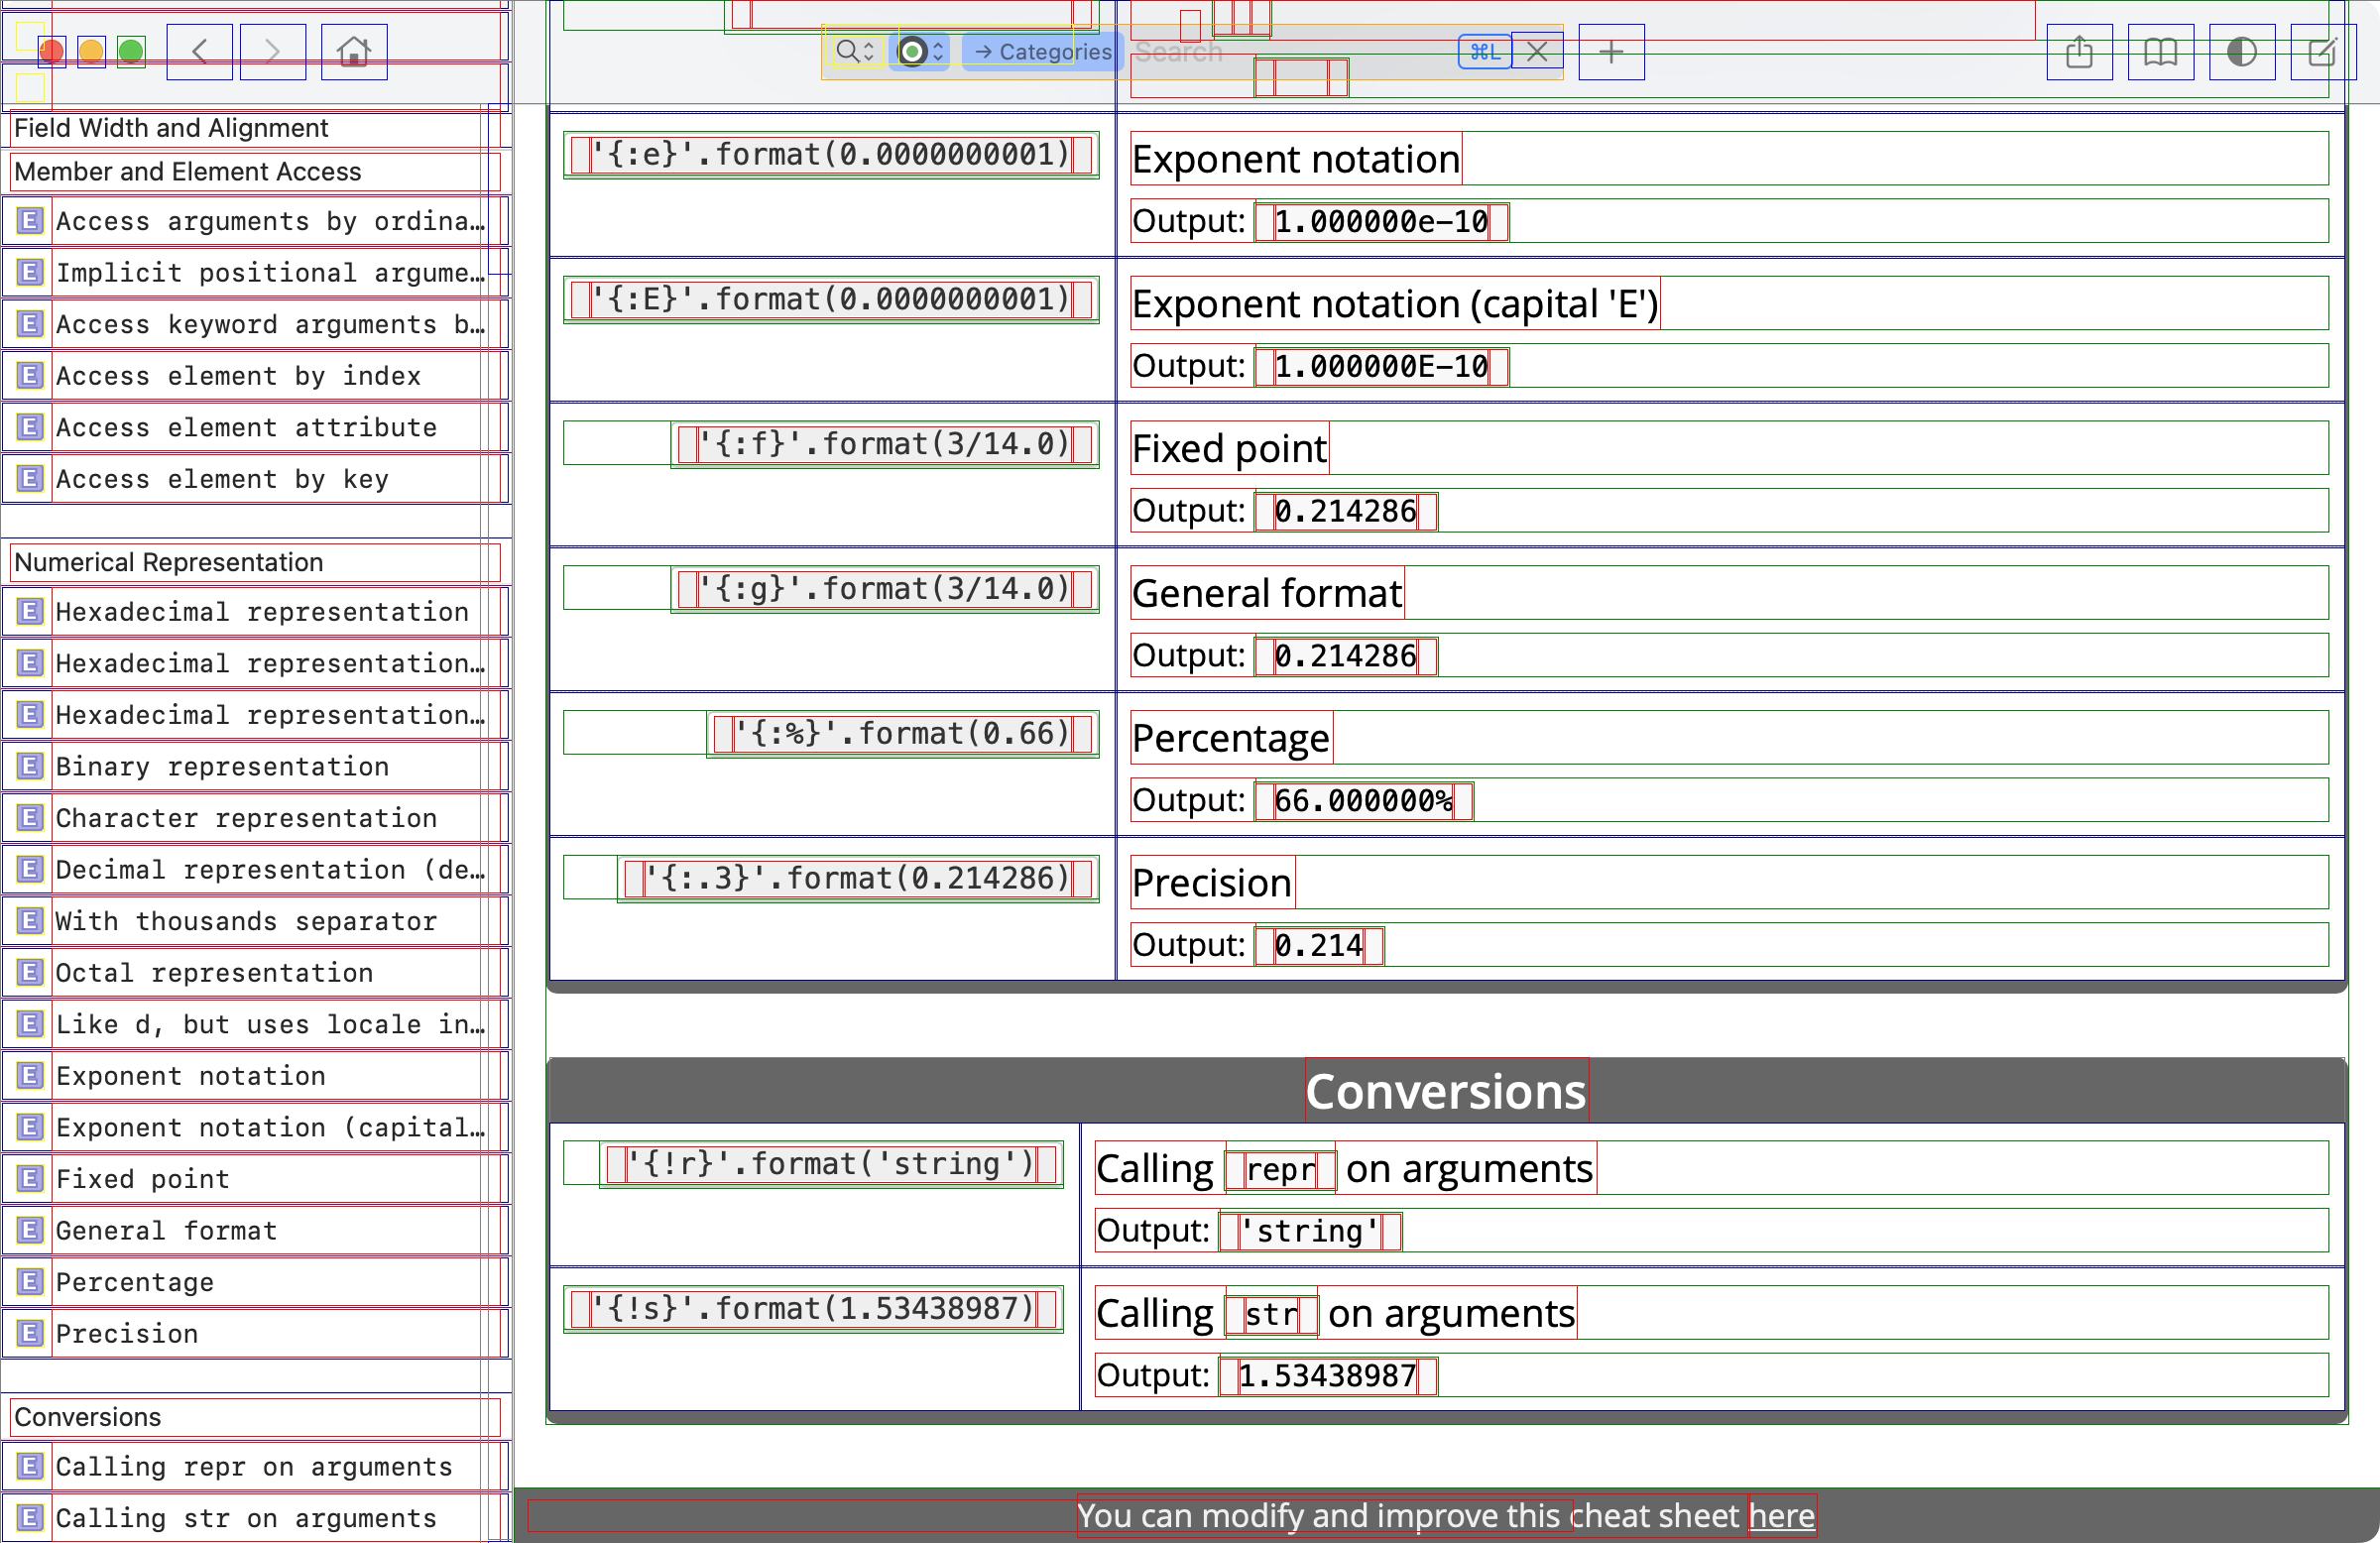 → Categories Search ⌘L
Field Width and Alignment
Member and Element Access
Access arguments by ordina…
Implicit positional argume…
Access keyword arguments b…
Access element by index
Access element attribute
Access element by key
Numerical Representation
Hexadecimal representation
Hexadecimal representation…
Hexadecimal representation…
Binary representation
Character representation
Decimal representation (de…
With thousands separator
Octal representation
Like d, but uses locale in…
Exponent notation
Exponent notation (capital…
Fixed point
General format
Percentage
Precision
Conversions
Calling repr on arguments
Calling str on arguments
'{:e}'.format(0.0000000001)
Exponent notation
Output: 1.000000e-10
'{:E}'.format(0.0000000001)
Exponent notation (capital 'E')
Output: 1.000000E-10
'{:f}'.format(3/14.0)
Fixed point
Output: 0.214286
'{:g}'.format(3/14.0)
General format
Output: 0.214286
'{:%}'.format(0.66)
Percentage
Output: 66.000000%
'{:.3}'.format(0.214286)
Precision
Output: 0.214
Conversions
'{!r}'.format('string')
Calling repr on arguments
Output: 'string'
'{!s}'.format(1.53438987)
Calling str on arguments
Output: 1.53438987
You can modify and improve this cheat sheet here